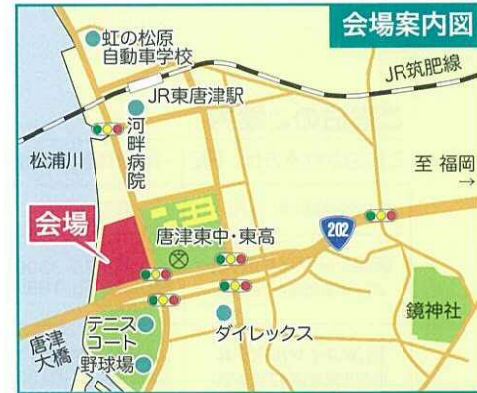 会場案内図
虹の松原
自動車学校
JR筑肥線
JR東唐津駅
河畔病院
松浦川
至 福岡
→
会場
唐津東中・東高
202
鏡神社
テニス
コート
ダイレックス
唐津
大橋
野球場